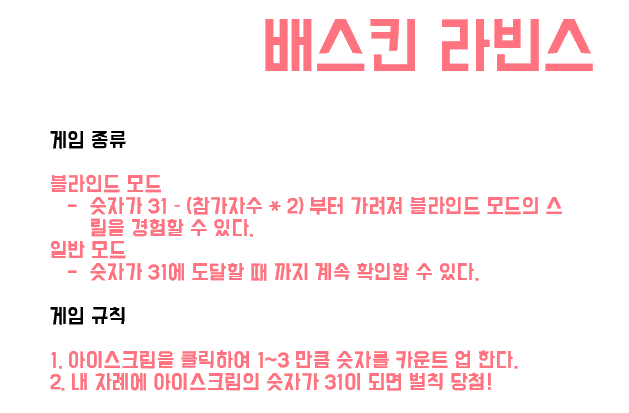 배스킨 라빈스
게임 종류
블라인드 모드
- 숫자가 31 - (참가자수 * 2) 부터 가려져 블라인드 모드의 스
릴을 경험할 수 있다.
일반 모드
- 숫자가 31에 도달할 때 까지 계속 확인할 수 있다.
게임 규칙
1. 아이스크림을 클릭하여 1~3 만큼 숫자를 카운트 업 한다.
2. 내 차례에 아이스크림의 숫자가 31이 되면 벌칙 당첨!